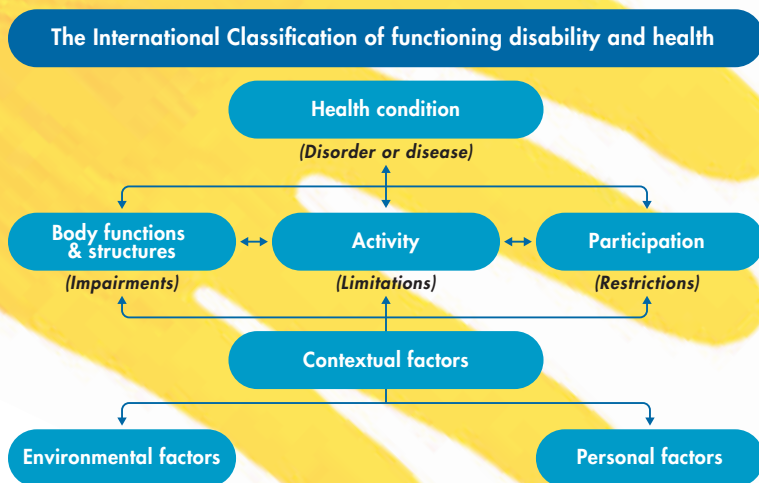 The International Classification of functioning disability and health
Health condition
(Disorder or disease)
Body functions
& structures
Activity
Participation
(Impairments)
(Limitations)
(Restrictions)
Contextual factors
Environmental factors
Personal factors